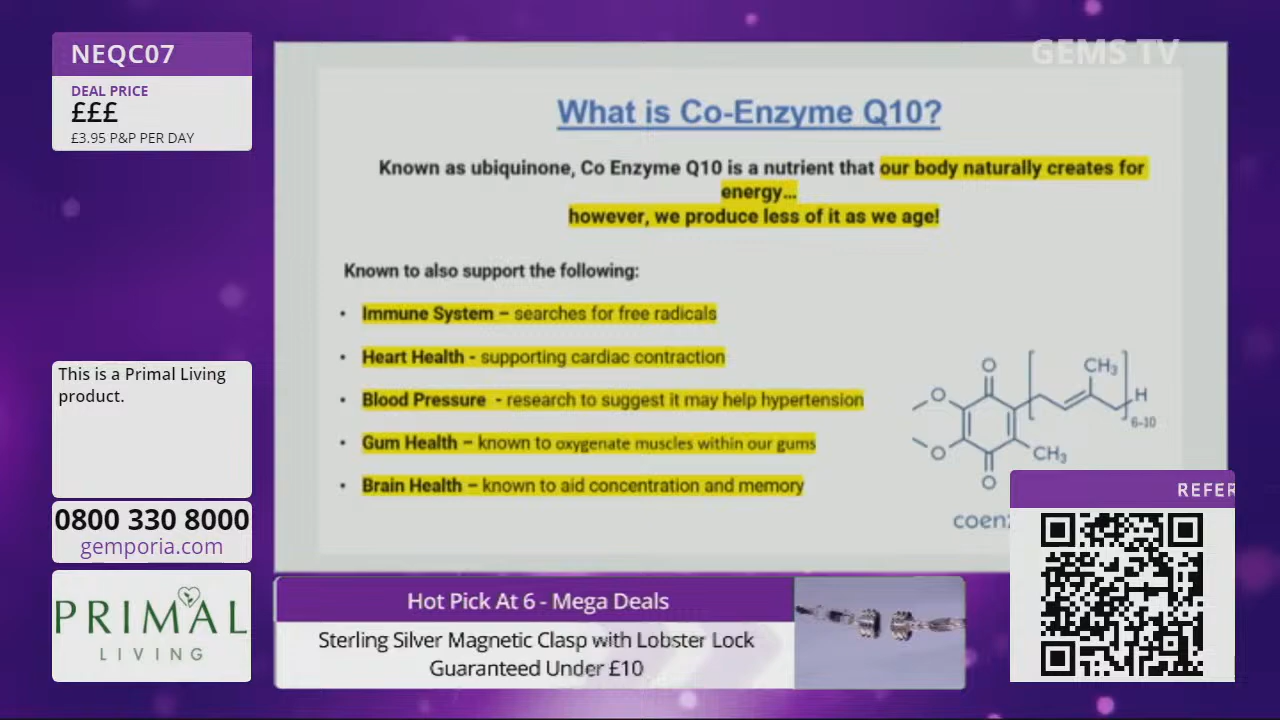 NEQC07
DEAL PRICE
£££
£3.95 P&P PER DAY
GEMS TV
What is Co-Enzyme Q10?
Known as ubiquinone, Co Enzyme Q10 is a nutrient that our body naturally creates for
energy...
however, we produce less of it as we age!
Known to also support the following:
• Immune System – searches for free radicals
• Heart Health - supporting cardiac contraction
• Blood Pressure - research to suggest it may help hypertension
• Gum Health – known to oxygenate muscles within our gums
• Brain Health – known to aid concentration and memory
O
CH₃
H
O
6-10
O
CH₃
O
This is a Primal Living
product.
0800 330 8000
gemporia.com
PRIMAL
LIVING
Hot Pick At 6 - Mega Deals
Sterling Silver Magnetic Clasp with Lobster Lock
Guaranteed Under £10